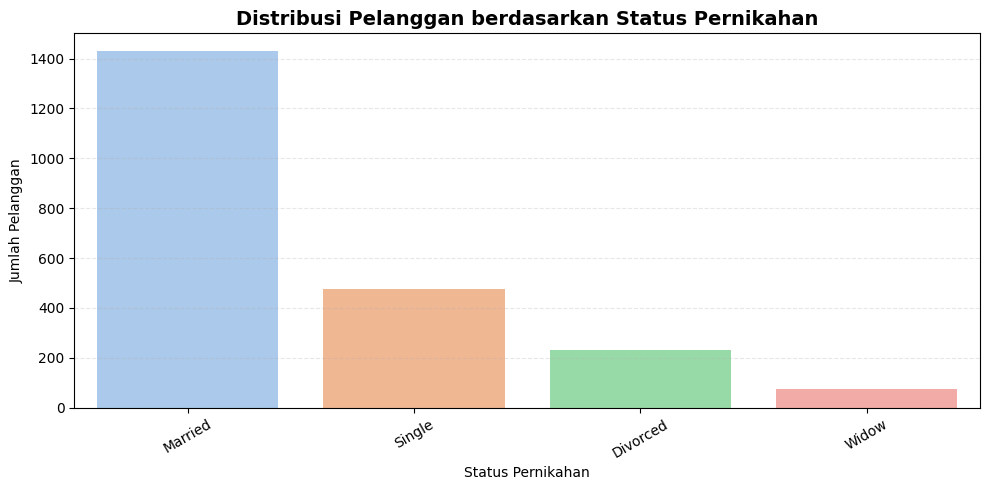 Distribusi Pelanggan berdasarkan Status Pernikahan
Jumlah Pelanggan
1400
1200
1000
800
600
400
200
0
Married
Single
Divorced
Widow
Status Pernikahan